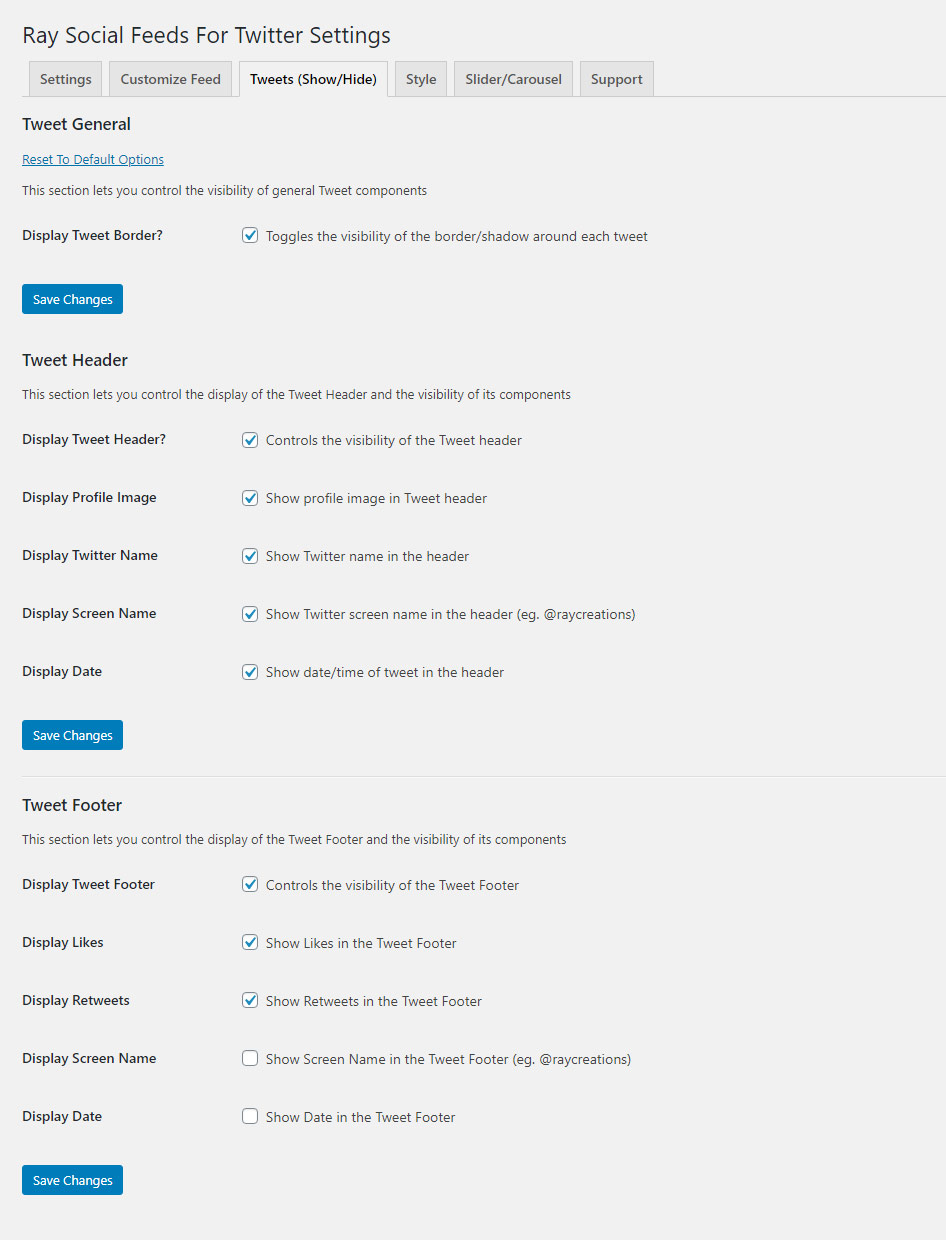 Ray Social Feeds For Twitter Settings
Settings Customize Feed Tweets (Show/Hide) Style Slider/Carousel Support
Tweet General
Reset To Default Options
This section lets you control the visibility of general Tweet components
Display Tweet Border? Toggles the visibility of the border/shadow around each tweet
Save Changes
Tweet Header
This section lets you control the display of the Tweet Header and the visibility of its components
Display Tweet Header? Controls the visibility of the Tweet header
Display Profile Image Show profile image in Tweet header
Display Twitter Name Show Twitter name in the header
Display Screen Name Show Twitter screen name in the header (eg. @raycreations)
Display Date Show date/time of tweet in the header
Save Changes
Tweet Footer
This section lets you control the display of the Tweet Footer and the visibility of its components
Display Tweet Footer Controls the visibility of the Tweet Footer
Display Likes Show Likes in the Tweet Footer
Display Retweets Show Retweets in the Tweet Footer
Display Screen Name Show Screen Name in the Tweet Footer (eg. @raycreations)
Display Date Show Date in the Tweet Footer
Save Changes